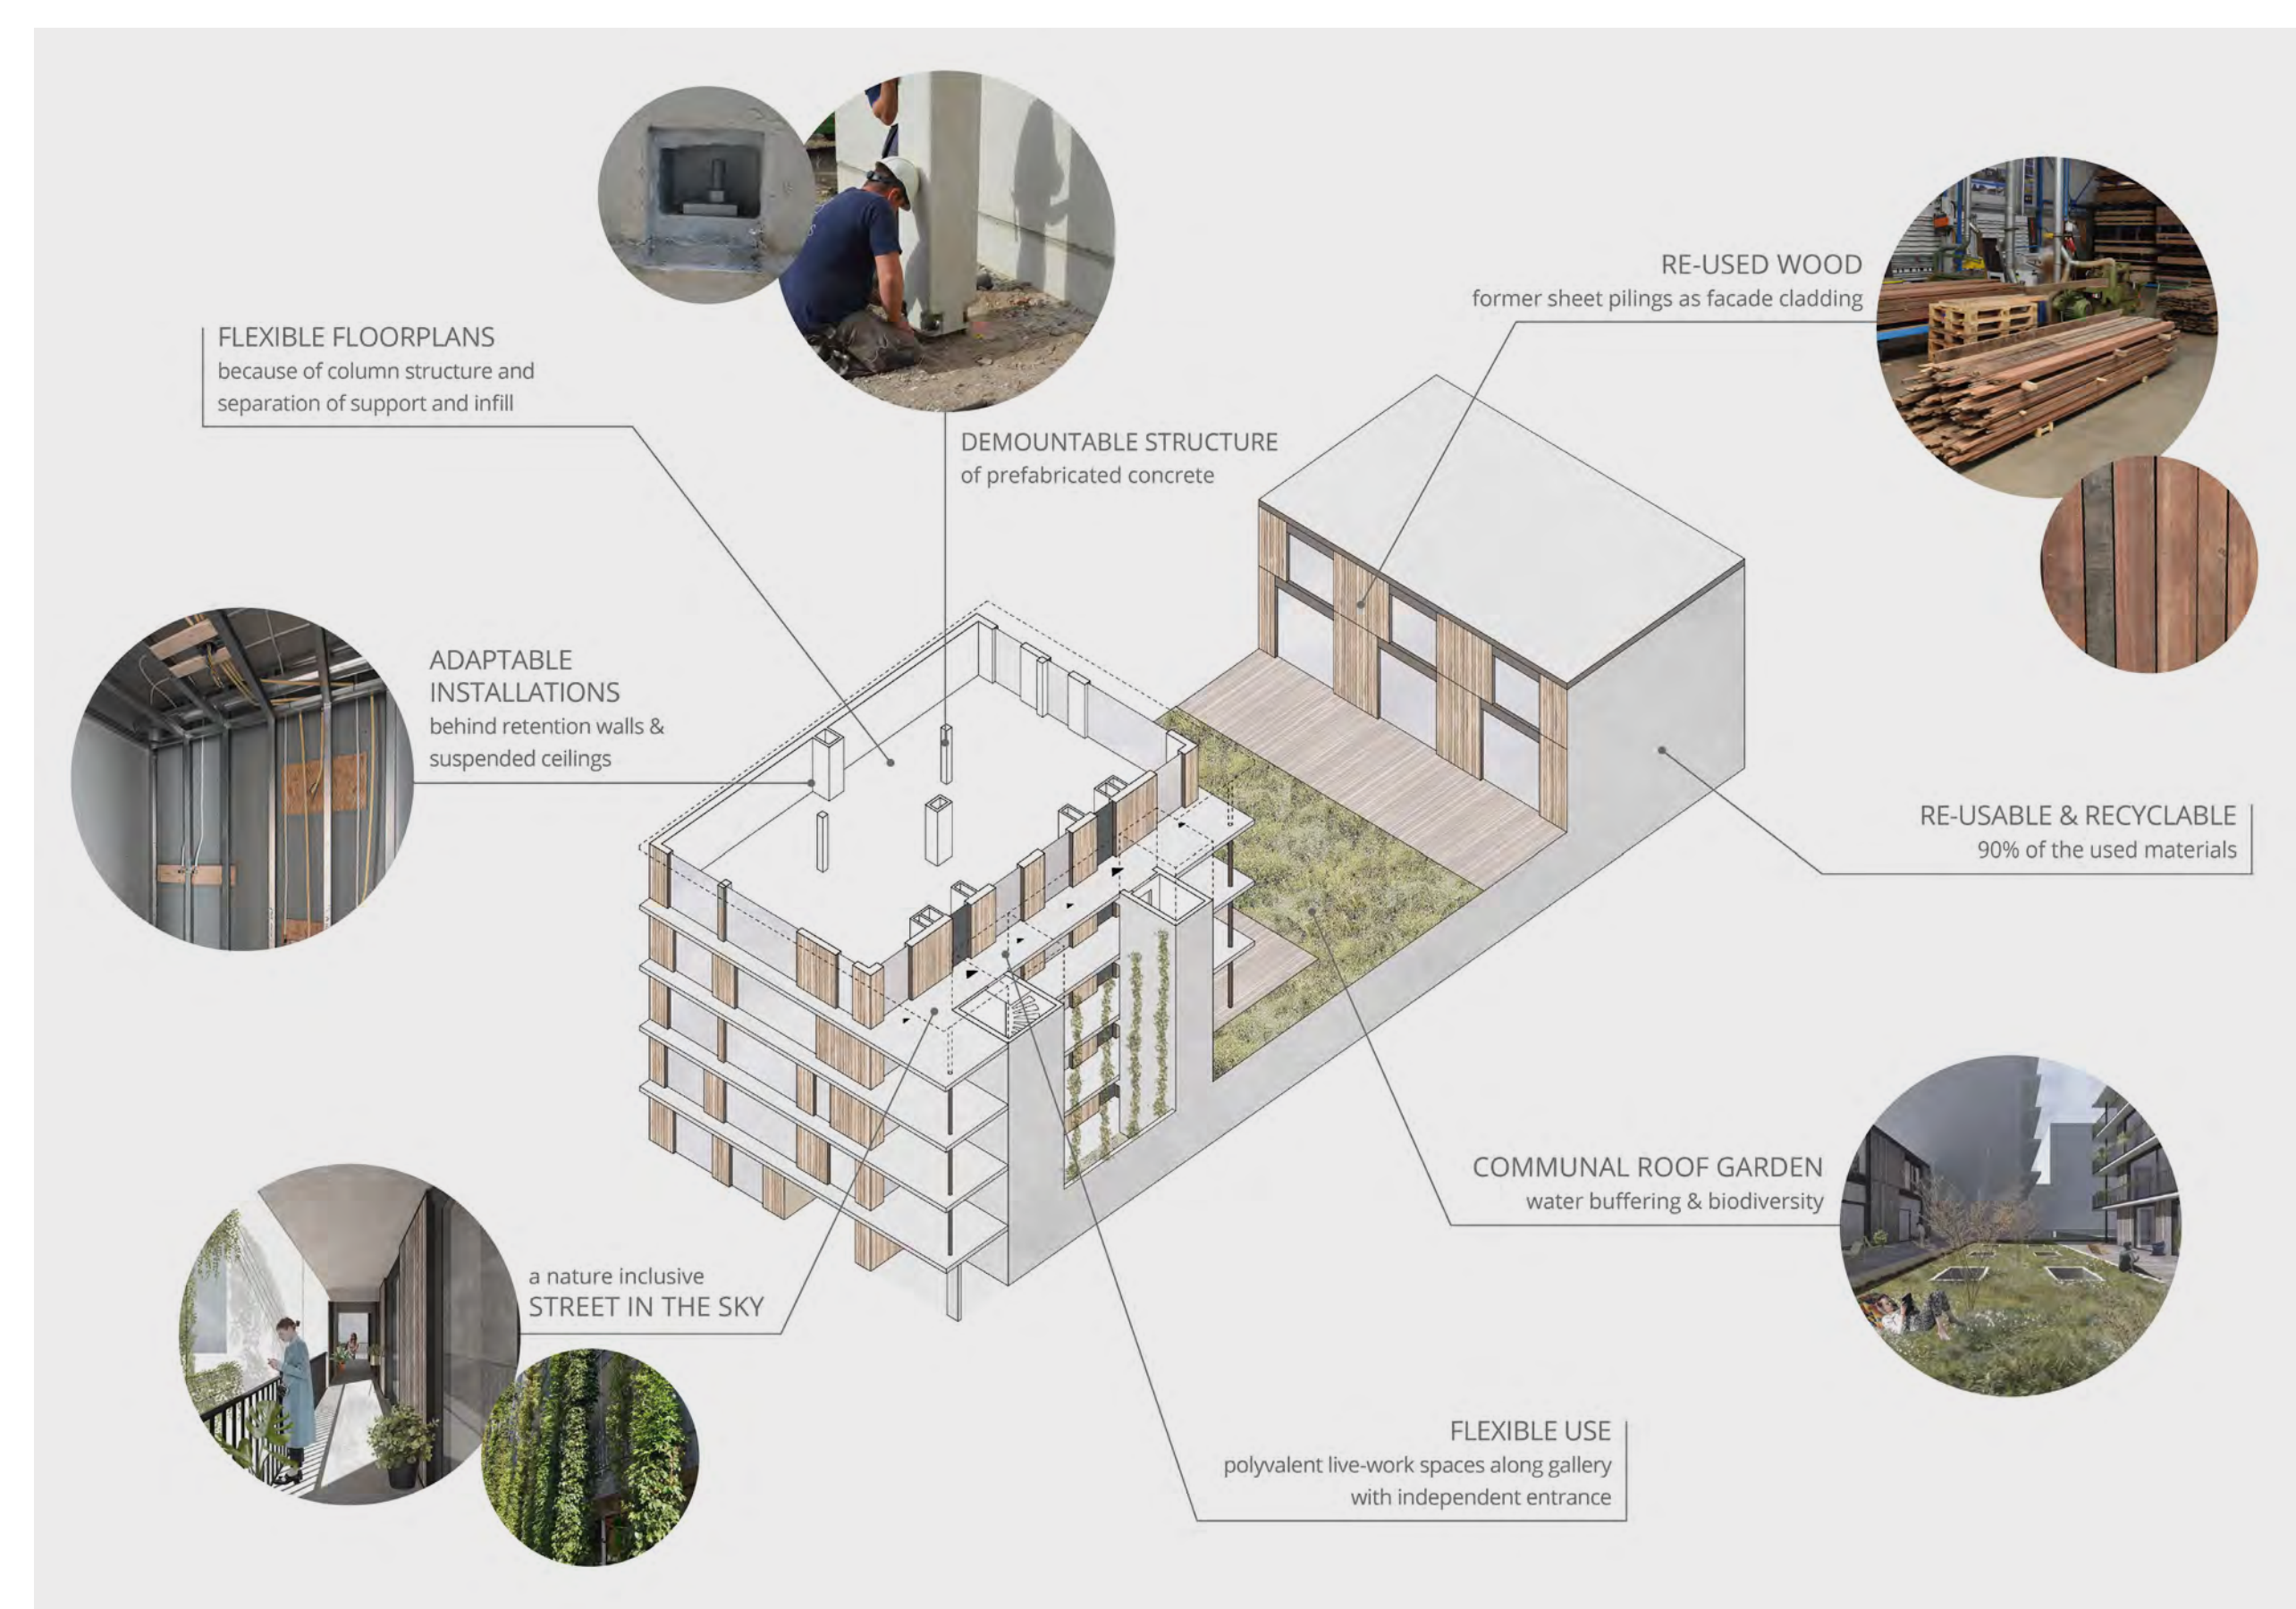 FLEXIBLE FLOORPLANS
because of column structure and
separation of support and infill
DEMOUNTABLE STRUCTURE
of prefabricated concrete
RE-USED WOOD
former sheet pilings as facade cladding
ADAPTABLE
INSTALLATIONS
behind retention walls &
suspended ceilings
RE-USABLE & RECYCLABLE
90% of the used materials
COMMUNAL ROOF GARDEN
water buffering & biodiversity
a nature inclusive
STREET IN THE SKY
FLEXIBLE USE
polyvalent live-work spaces along gallery
with independent entrance